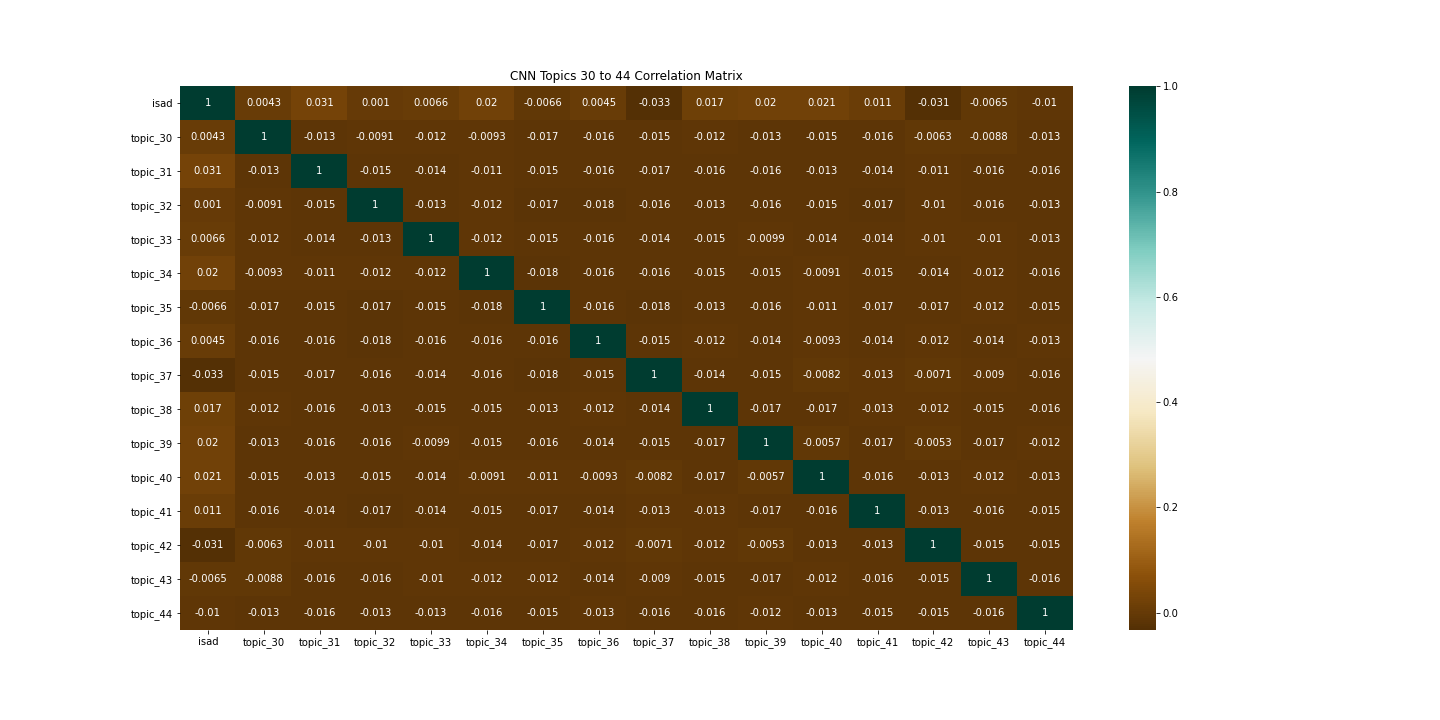 CNN Topics 30 to 44 Correlation Matrix
isad 1 0.0043 0.031 0.001 0.0066 0.02 -0.0066 0.0045 -0.033 0.017 0.02 0.021 0.011 -0.031 -0.0065 -0.01
topic_30 0.0043 1 -0.013 -0.0091 -0.012 -0.0093 -0.017 -0.016 -0.015 -0.012 -0.013 -0.015 -0.016 -0.0063 -0.0088 -0.013
topic_31 0.031 -0.013 1 -0.015 -0.014 -0.011 -0.015 -0.016 -0.017 -0.016 -0.016 -0.013 -0.014 -0.011 -0.016 -0.016
topic_32 0.001 -0.0091 -0.015 1 -0.013 -0.012 -0.017 -0.018 -0.016 -0.013 -0.016 -0.015 -0.017 -0.01 -0.016 -0.013
topic_33 0.0066 -0.012 -0.014 -0.013 1 -0.012 -0.015 -0.016 -0.014 -0.015 -0.0099 -0.014 -0.014 -0.01 -0.01 -0.013
topic_34 0.02 -0.0093 -0.011 -0.012 -0.012 1 -0.018 -0.016 -0.016 -0.015 -0.015 -0.0091 -0.015 -0.014 -0.012 -0.016
topic_35 -0.0066 -0.017 -0.015 -0.017 -0.015 -0.018 1 -0.016 -0.018 -0.013 -0.016 -0.011 -0.017 -0.017 -0.012 -0.015
topic_36 0.0045 -0.016 -0.016 -0.018 -0.016 -0.016 -0.016 1 -0.015 -0.012 -0.014 -0.0093 -0.014 -0.012 -0.014 -0.013
topic_37 -0.033 -0.015 -0.017 -0.016 -0.014 -0.016 -0.018 -0.015 1 -0.014 -0.015 -0.0082 -0.013 -0.0071 -0.009 -0.016
topic_38 0.017 -0.012 -0.016 -0.013 -0.015 -0.015 -0.013 -0.012 -0.014 1 -0.017 -0.017 -0.013 -0.012 -0.015 -0.016
topic_39 0.02 -0.013 -0.016 -0.016 -0.0099 -0.015 -0.016 -0.014 -0.015 -0.017 1 -0.0057 -0.017 -0.0053 -0.017 -0.012
topic_40 0.021 -0.015 -0.013 -0.015 -0.014 -0.0091 -0.011 -0.0093 -0.0082 -0.017 -0.0057 1 -0.016 -0.013 -0.012 -0.013
topic_41 0.011 -0.016 -0.014 -0.017 -0.014 -0.015 -0.017 -0.014 -0.013 -0.013 -0.017 -0.016 1 -0.013 -0.016 -0.015
topic_42 -0.031 -0.0063 -0.011 -0.01 -0.01 -0.014 -0.017 -0.012 -0.0071 -0.012 -0.0053 -0.013 -0.013 1 -0.015 -0.015
topic_43 -0.0065 -0.0088 -0.016 -0.016 -0.01 -0.012 -0.012 -0.014 -0.009 -0.015 -0.017 -0.012 -0.016 -0.015 1 -0.016
topic_44 -0.01 -0.013 -0.016 -0.013 -0.013 -0.016 -0.015 -0.013 -0.016 -0.016 -0.012 -0.013 -0.015 -0.015 -0.016 1
isad topic_30 topic_31 topic_32 topic_33 topic_34 topic_35 topic_36 topic_37 topic_38 topic_39 topic_40 topic_41 topic_42 topic_43 topic_44
1.0
0.8
0.6
0.4
0.2
0.0